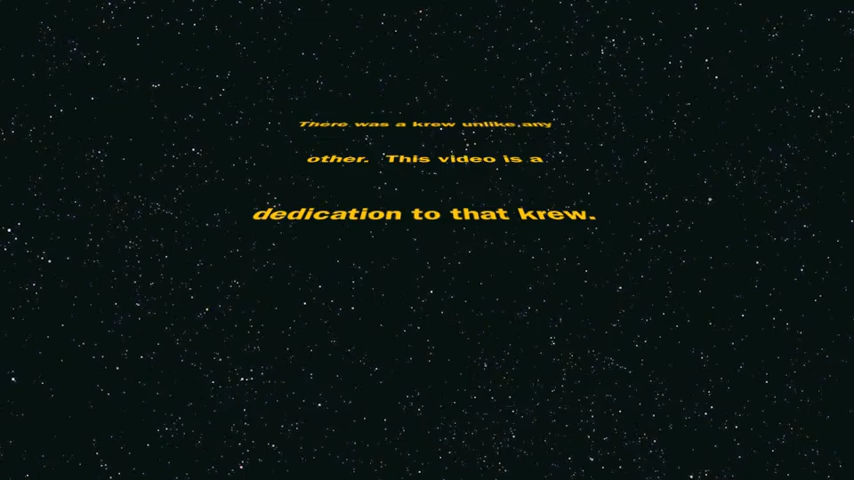 There was a krew unlike any
other. This video is a
dedication to that krew.